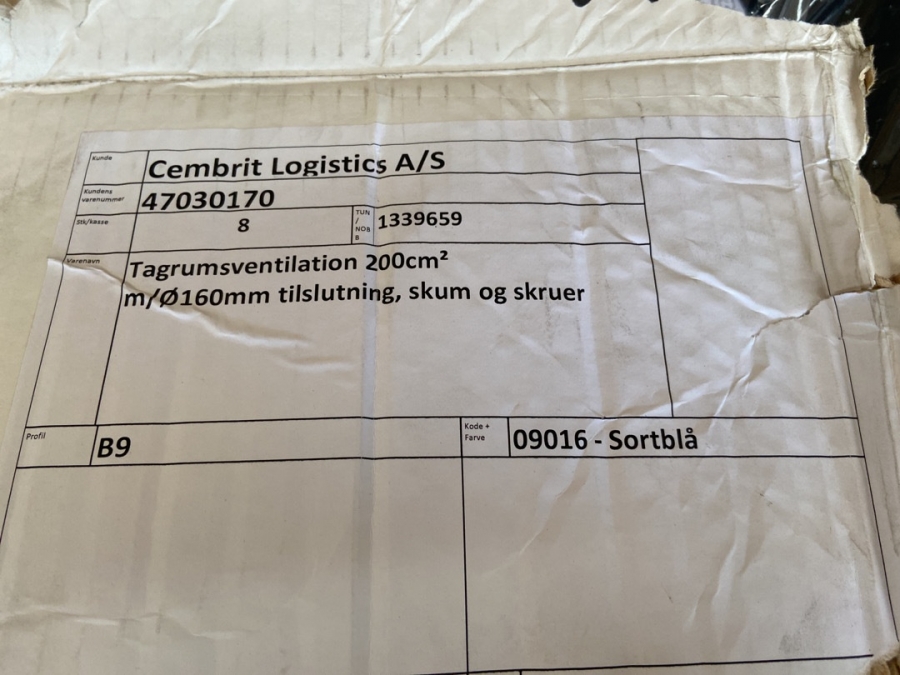 Kunde
Cembrit Logistics A/S
Kundens
varenummer
47030170
Stk/kasse
8
TUN
/
NOB
B
1339659
Varenavn
Tagrumsventilation 200cm²
m/Ø160mm tilslutning, skum og skruer
Profil
B9
Kode +
Farve
09016 - Sortblå